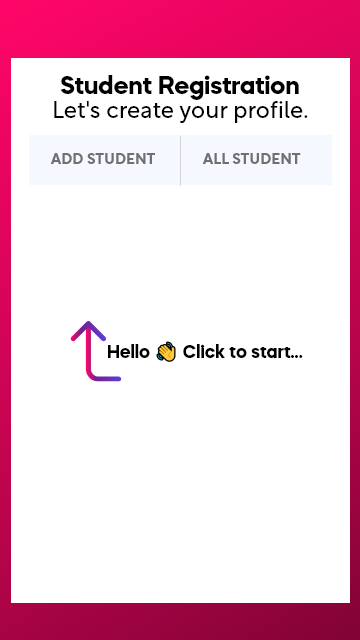 Student Registration
Let's create your profile.
ADD STUDENT
ALL STUDENT
Hello 👋 Click to start...